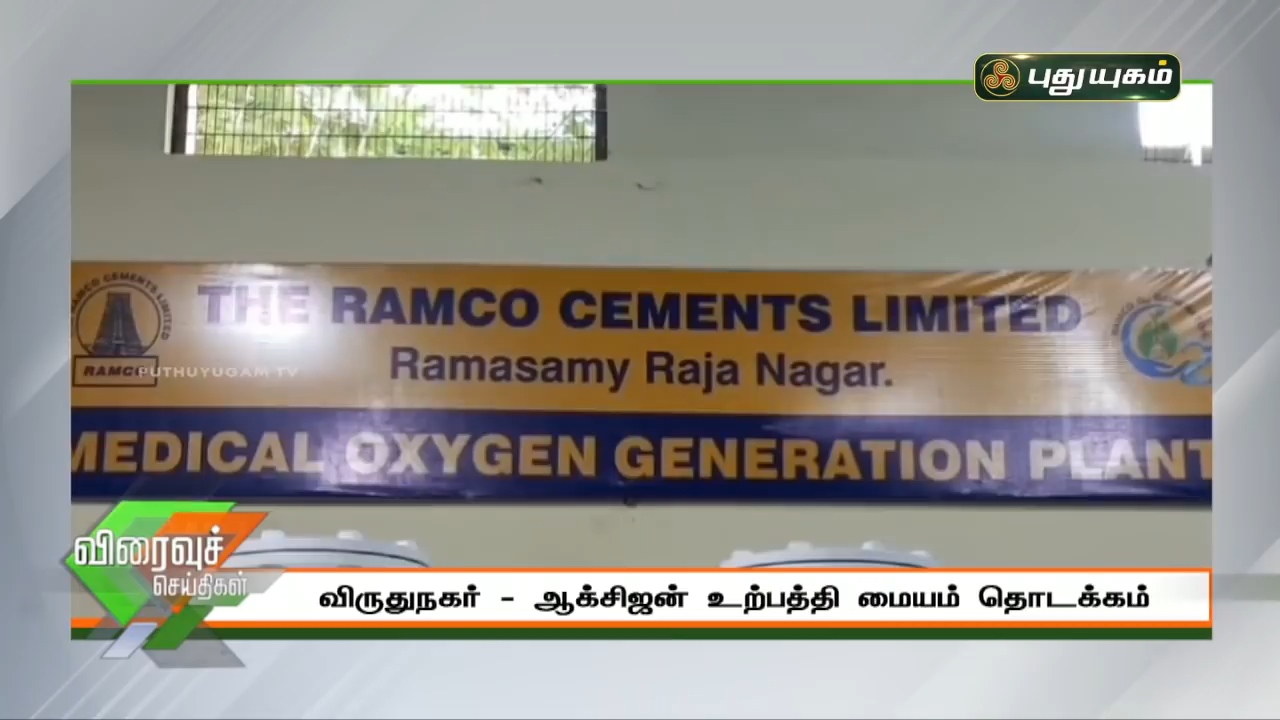 புதுயுகம்
THE RAMCO CEMENTS LIMITED
Ramasamy Raja Nagar.
RAMCO CEMENTS LIMITED
RAMCO
PUTHUYUGAM TV
MEDICAL OXYGEN GENERATION PLANT
விரைவுச்
செய்திகள்
விருதுநகர் - ஆக்சிஜன் உற்பத்தி மையம் தொடக்கம்